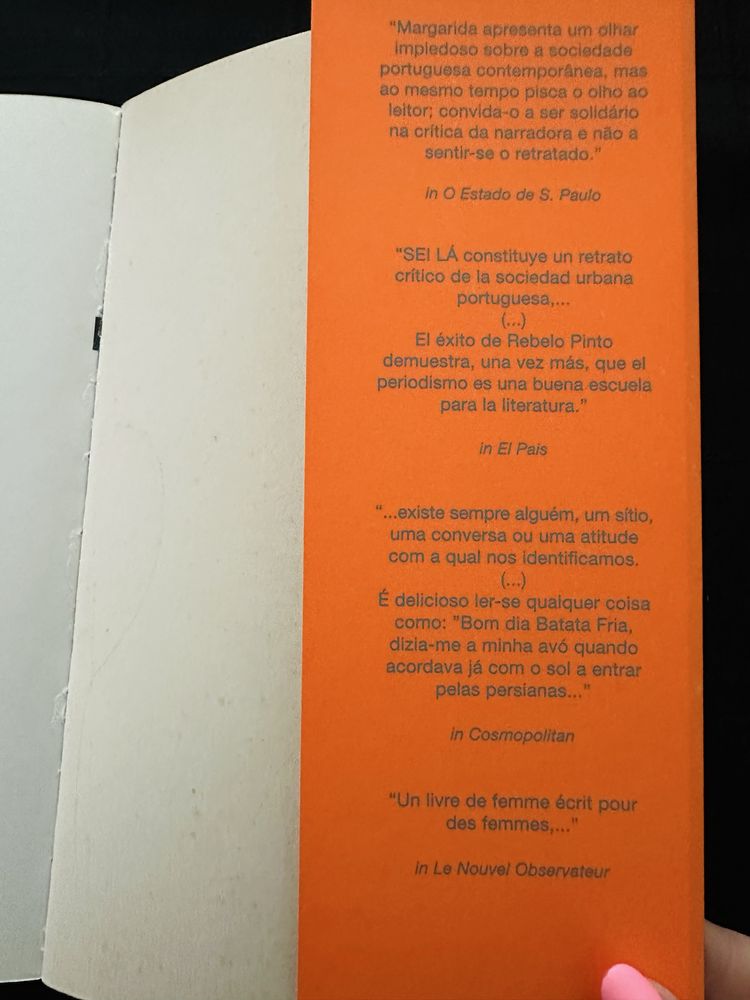 “Margarida apresenta um olhar
impiedoso sobre a sociedade
portuguesa contemporânea, mas
ao mesmo tempo pisca o olho ao
leitor; convida-o a ser solidário
na crítica da narradora e não a
sentir-se o retratado.”
in O Estado de S. Paulo
“SEI LÁ constituye un retrato
crítico de la sociedad urbana
portuguesa,...
(...)
El éxito de Rebelo Pinto
demuestra, una vez más, que el
periodismo es una buena escuela
para la literatura.”
in El Pais
“...existe sempre alguém, um sítio,
uma conversa ou uma atitude
com a qual nos identificamos.
(...)
É delicioso ler-se qualquer coisa
como: ”Bom dia Batata Fria,
dizia-me a minha avó quando
acordava já com o sol a entrar
pelas persianas...”
in Cosmopolitan
“Un livre de femme écrit pour
des femmes,...”
in Le Nouvel Observateur